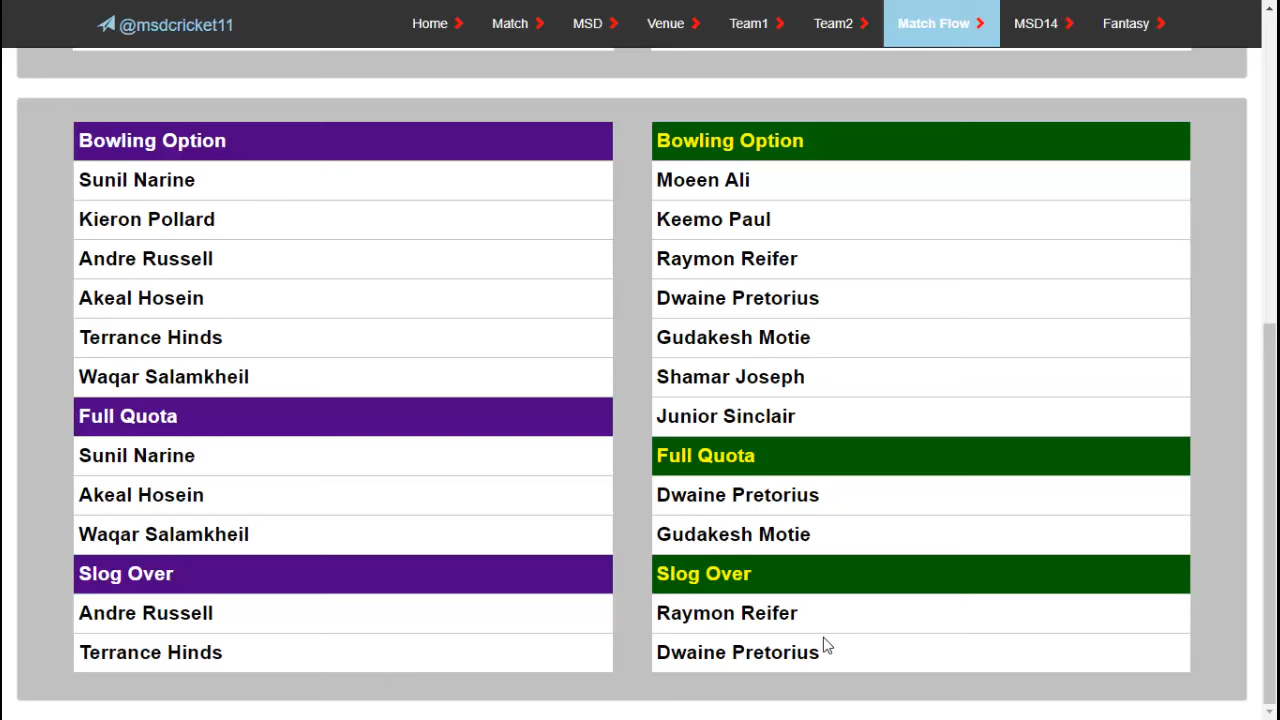 @msdcricket11 Home Match MSD Venue Team1 Team2 Match Flow MSD14 Fantasy
Bowling Option
Sunil Narine
Kieron Pollard
Andre Russell
Akeal Hosein
Terrance Hinds
Waqar Salamkheil
Full Quota
Sunil Narine
Akeal Hosein
Waqar Salamkheil
Slog Over
Andre Russell
Terrance Hinds
Bowling Option
Moeen Ali
Keemo Paul
Raymon Reifer
Dwaine Pretorius
Gudakesh Motie
Shamar Joseph
Junior Sinclair
Full Quota
Dwaine Pretorius
Gudakesh Motie
Slog Over
Raymon Reifer
Dwaine Pretorius